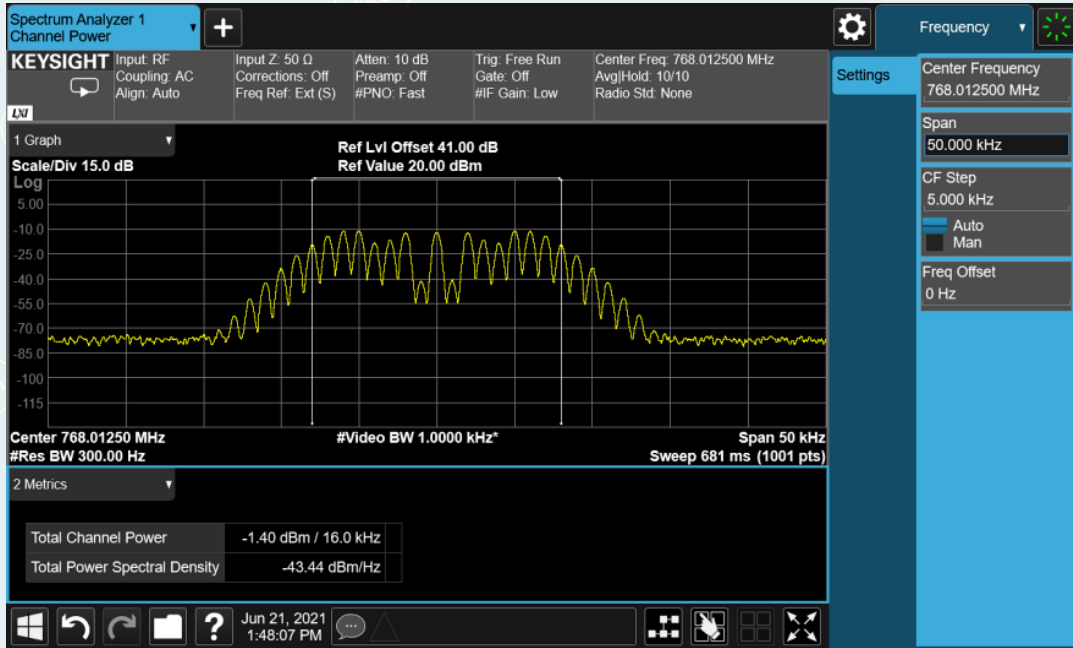 Spectrum Analyzer 1
Channel Power
+
Frequency
KEYSIGHT
LXI
Input: RF
Coupling: AC
Align: Auto
Input Z: 50 Ω
Corrections: Off
Freq Ref: Ext (S)
Atten: 10 dB
Preamp: Off
#PNO: Fast
Trig: Free Run
Gate: Off
#IF Gain: Low
Center Freq: 768.012500 MHz
Avg|Hold: 10/10
Radio Std: None
Settings
Center Frequency
768.012500 MHz
Span
50.000 kHz
CF Step
5.000 kHz
Auto
Man
Freq Offset
0 Hz
1 Graph
Scale/Div 15.0 dB
Ref Lvl Offset 41.00 dB
Ref Value 20.00 dBm
Log
5.00
-10.0
-25.0
-40.0
-55.0
-70.0
-85.0
-100
-115
Center 768.01250 MHz
#Res BW 300.00 Hz
#Video BW 1.0000 kHz*
Span 50 kHz
Sweep 681 ms (1001 pts)
2 Metrics
Total Channel Power -1.40 dBm / 16.0 kHz
Total Power Spectral Density -43.44 dBm/Hz
?
Jun 21, 2021
1:48:07 PM